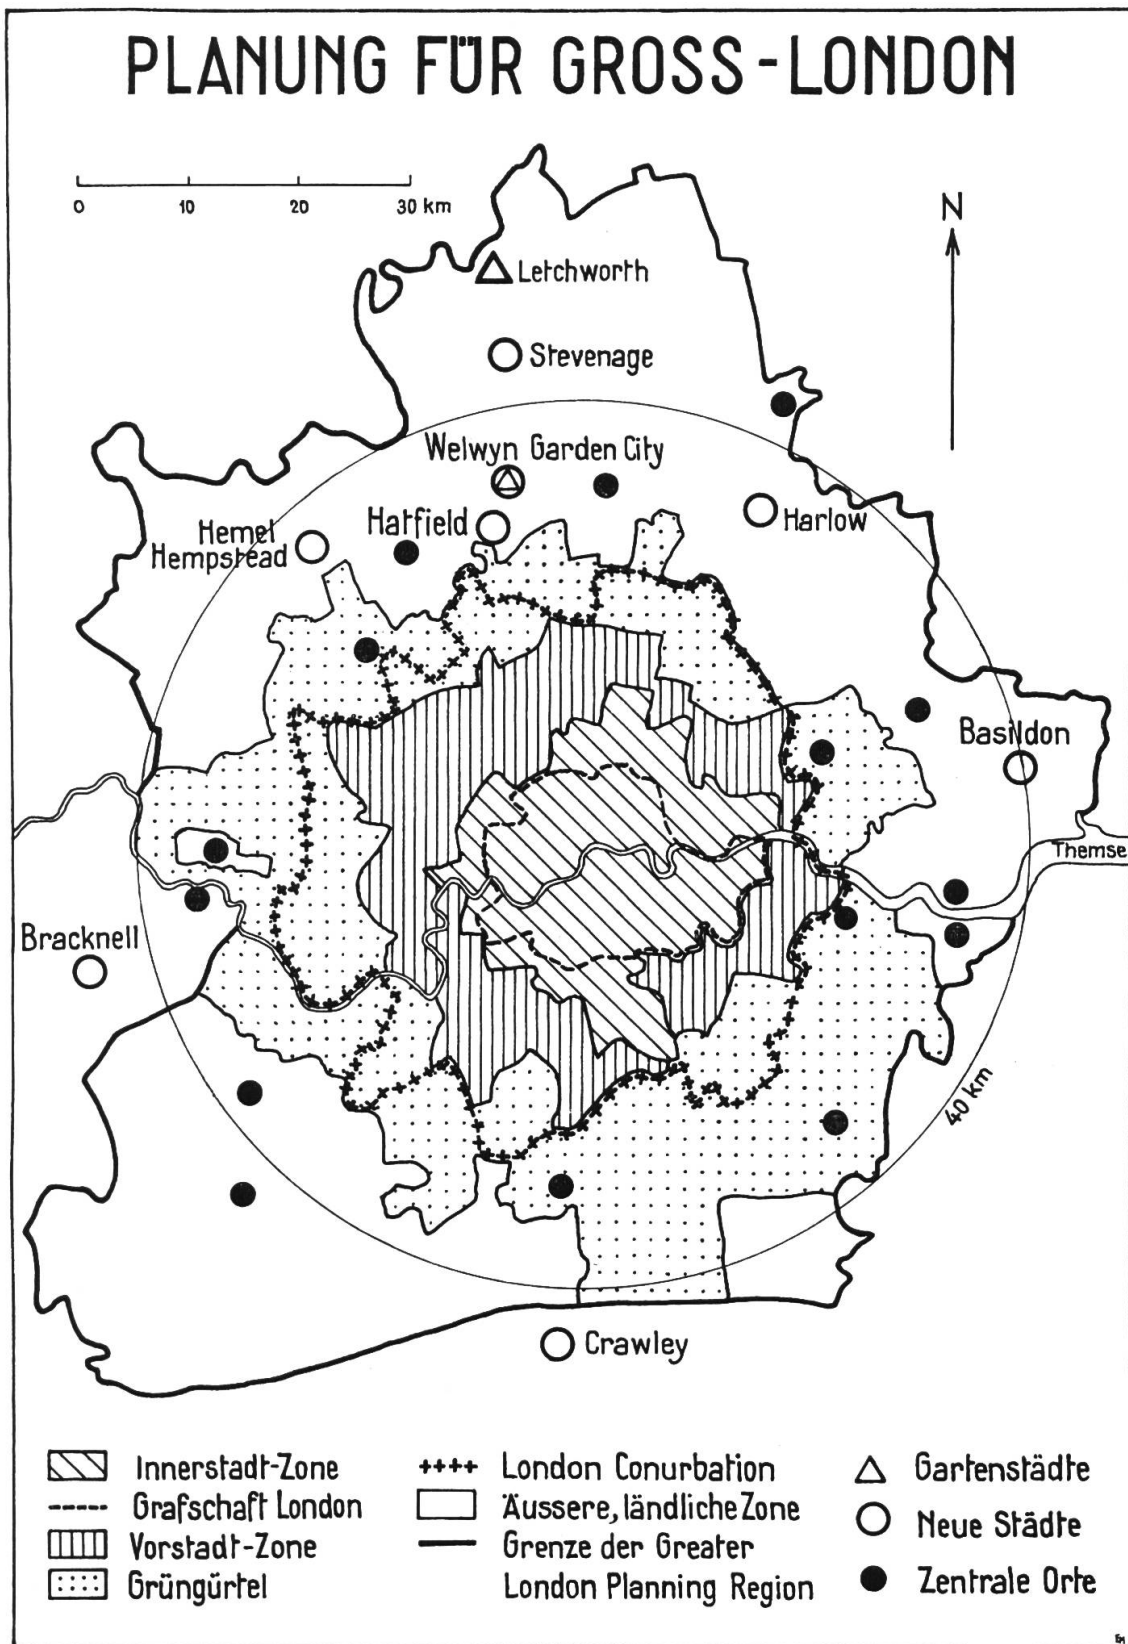 PLANUNG FÜR GROSS-LONDON
0 10 20 30 km
N
Letchworth
Stevenage
Welwyn Garden City
Hatfield
Harlow
Hemel
Hempstead
Basildon
Themse
Bracknell
40 km
Crawley
Innerstadt-Zone
Grafschaft London
Vorstadt-Zone
Grüngürtel
London Conurbation
Äussere, ländliche Zone
Grenze der Greater
London Planning Region
Gartenstädte
Neue Städte
Zentrale Orte